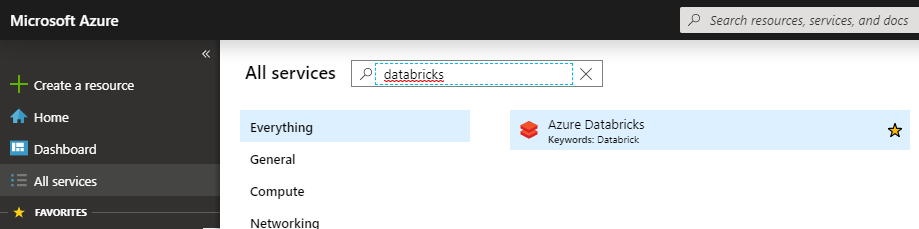 Microsoft Azure
Search resources, services, and docs
«
Create a resource
Home
Dashboard
All services
FAVORITES
All services
databricks
Everything
General
Compute
Networking
Azure Databricks
Keywords: Databrick